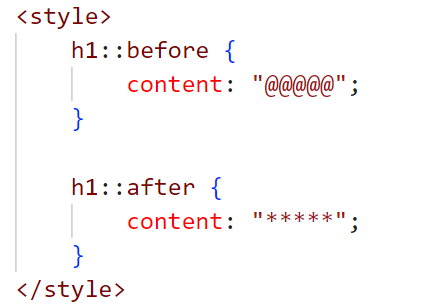 <style>
h1::before {
content: "@@@@@";
}
h1::after {
content: "*****";
}
</style>